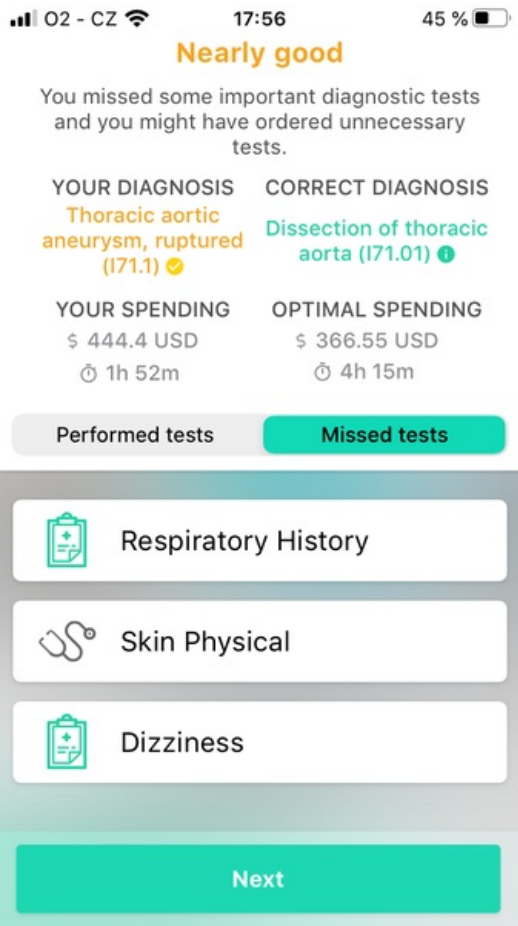 O2 - CZ 17:56 45 %
Nearly good
You missed some important diagnostic tests
and you might have ordered unnecessary
tests.
YOUR DIAGNOSIS
Thoracic aortic
aneurysm, ruptured
(I71.1)
CORRECT DIAGNOSIS
Dissection of thoracic
aorta (I71.01)
YOUR SPENDING
$ 444.4 USD
1h 52m
OPTIMAL SPENDING
$ 366.55 USD
4h 15m
Performed tests
Missed tests
Respiratory History
Skin Physical
Dizziness
Next